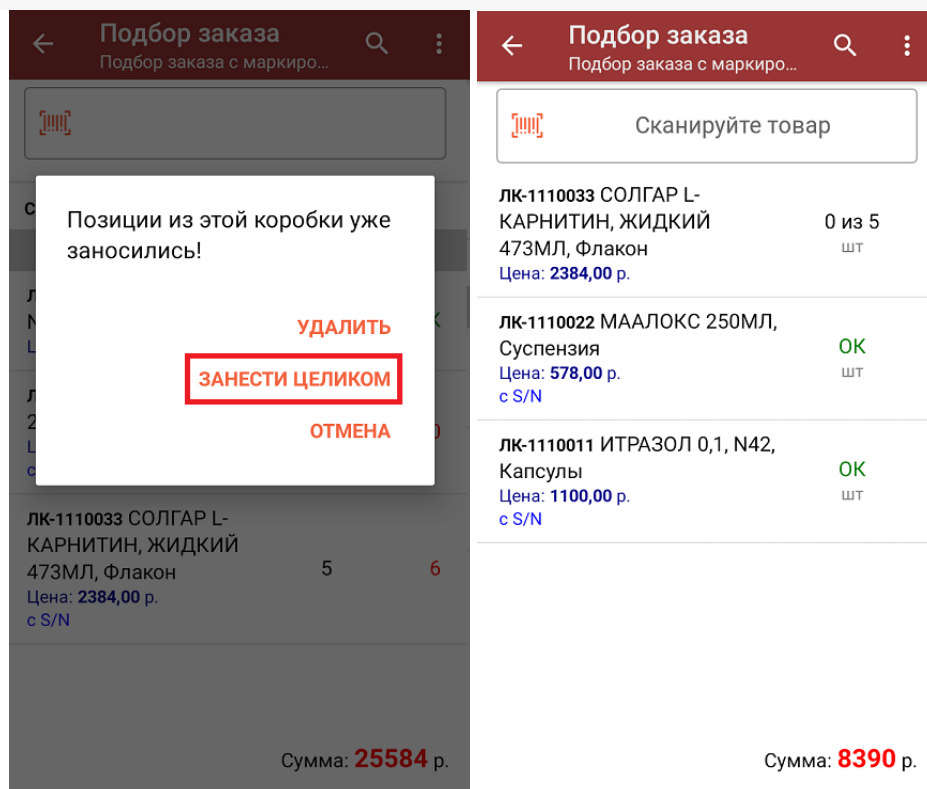 Подбор заказа
Подбор заказа с маркиро...
С
Позиции из этой коробки уже
заносились!
УДАЛИТЬ
ЗАНЕСТИ ЦЕЛИКОМ
ОТМЕНА
ЛК-1110033 СОЛГАР L-
КАРНИТИН, ЖИДКИЙ
473МЛ, Флакон
5
6
Цена: 2384,00 р.
с S/N
Сумма: 25584 р.
Подбор заказа
Подбор заказа с маркиро...
Сканируйте товар
ЛК-1110033 СОЛГАР L-
КАРНИТИН, ЖИДКИЙ
0 из 5
473МЛ, Флакон
шт
Цена: 2384,00 р.
ЛК-1110022 МААЛОКС 250МЛ,
Суспензия
ОК
Цена: 578,00 р.
шт
с S/N
ЛК-1110011 ИТРАЗОЛ 0,1, N42,
Капсулы
ОК
Цена: 1100,00 р.
шт
с S/N
Сумма: 8390 р.